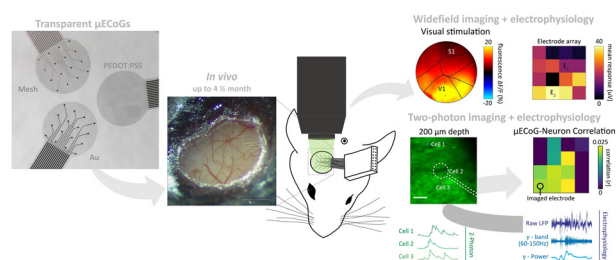 Transparent µECoGs
Mesh
PEDOT:PSS
Au
In vivo
up to 4 ½ month
Widefield imaging + electrophysiology
Visual stimulation
S1
V1
20
-20
fluorescence ΔF/F (%)
Electrode array
E1
E2
40
0
mean response (µV)
Two-photon imaging + electrophysiology
200 µm depth
Cell 1
Cell 2
Cell 3
µECoG-Neuron Correlation
0.025
0
correlation (r)
Imaged electrode
Cell 1
Cell 2
Cell 3
2-Photon
Raw LFP
γ - band
(60-150Hz)
γ - Power
Electrophysiology